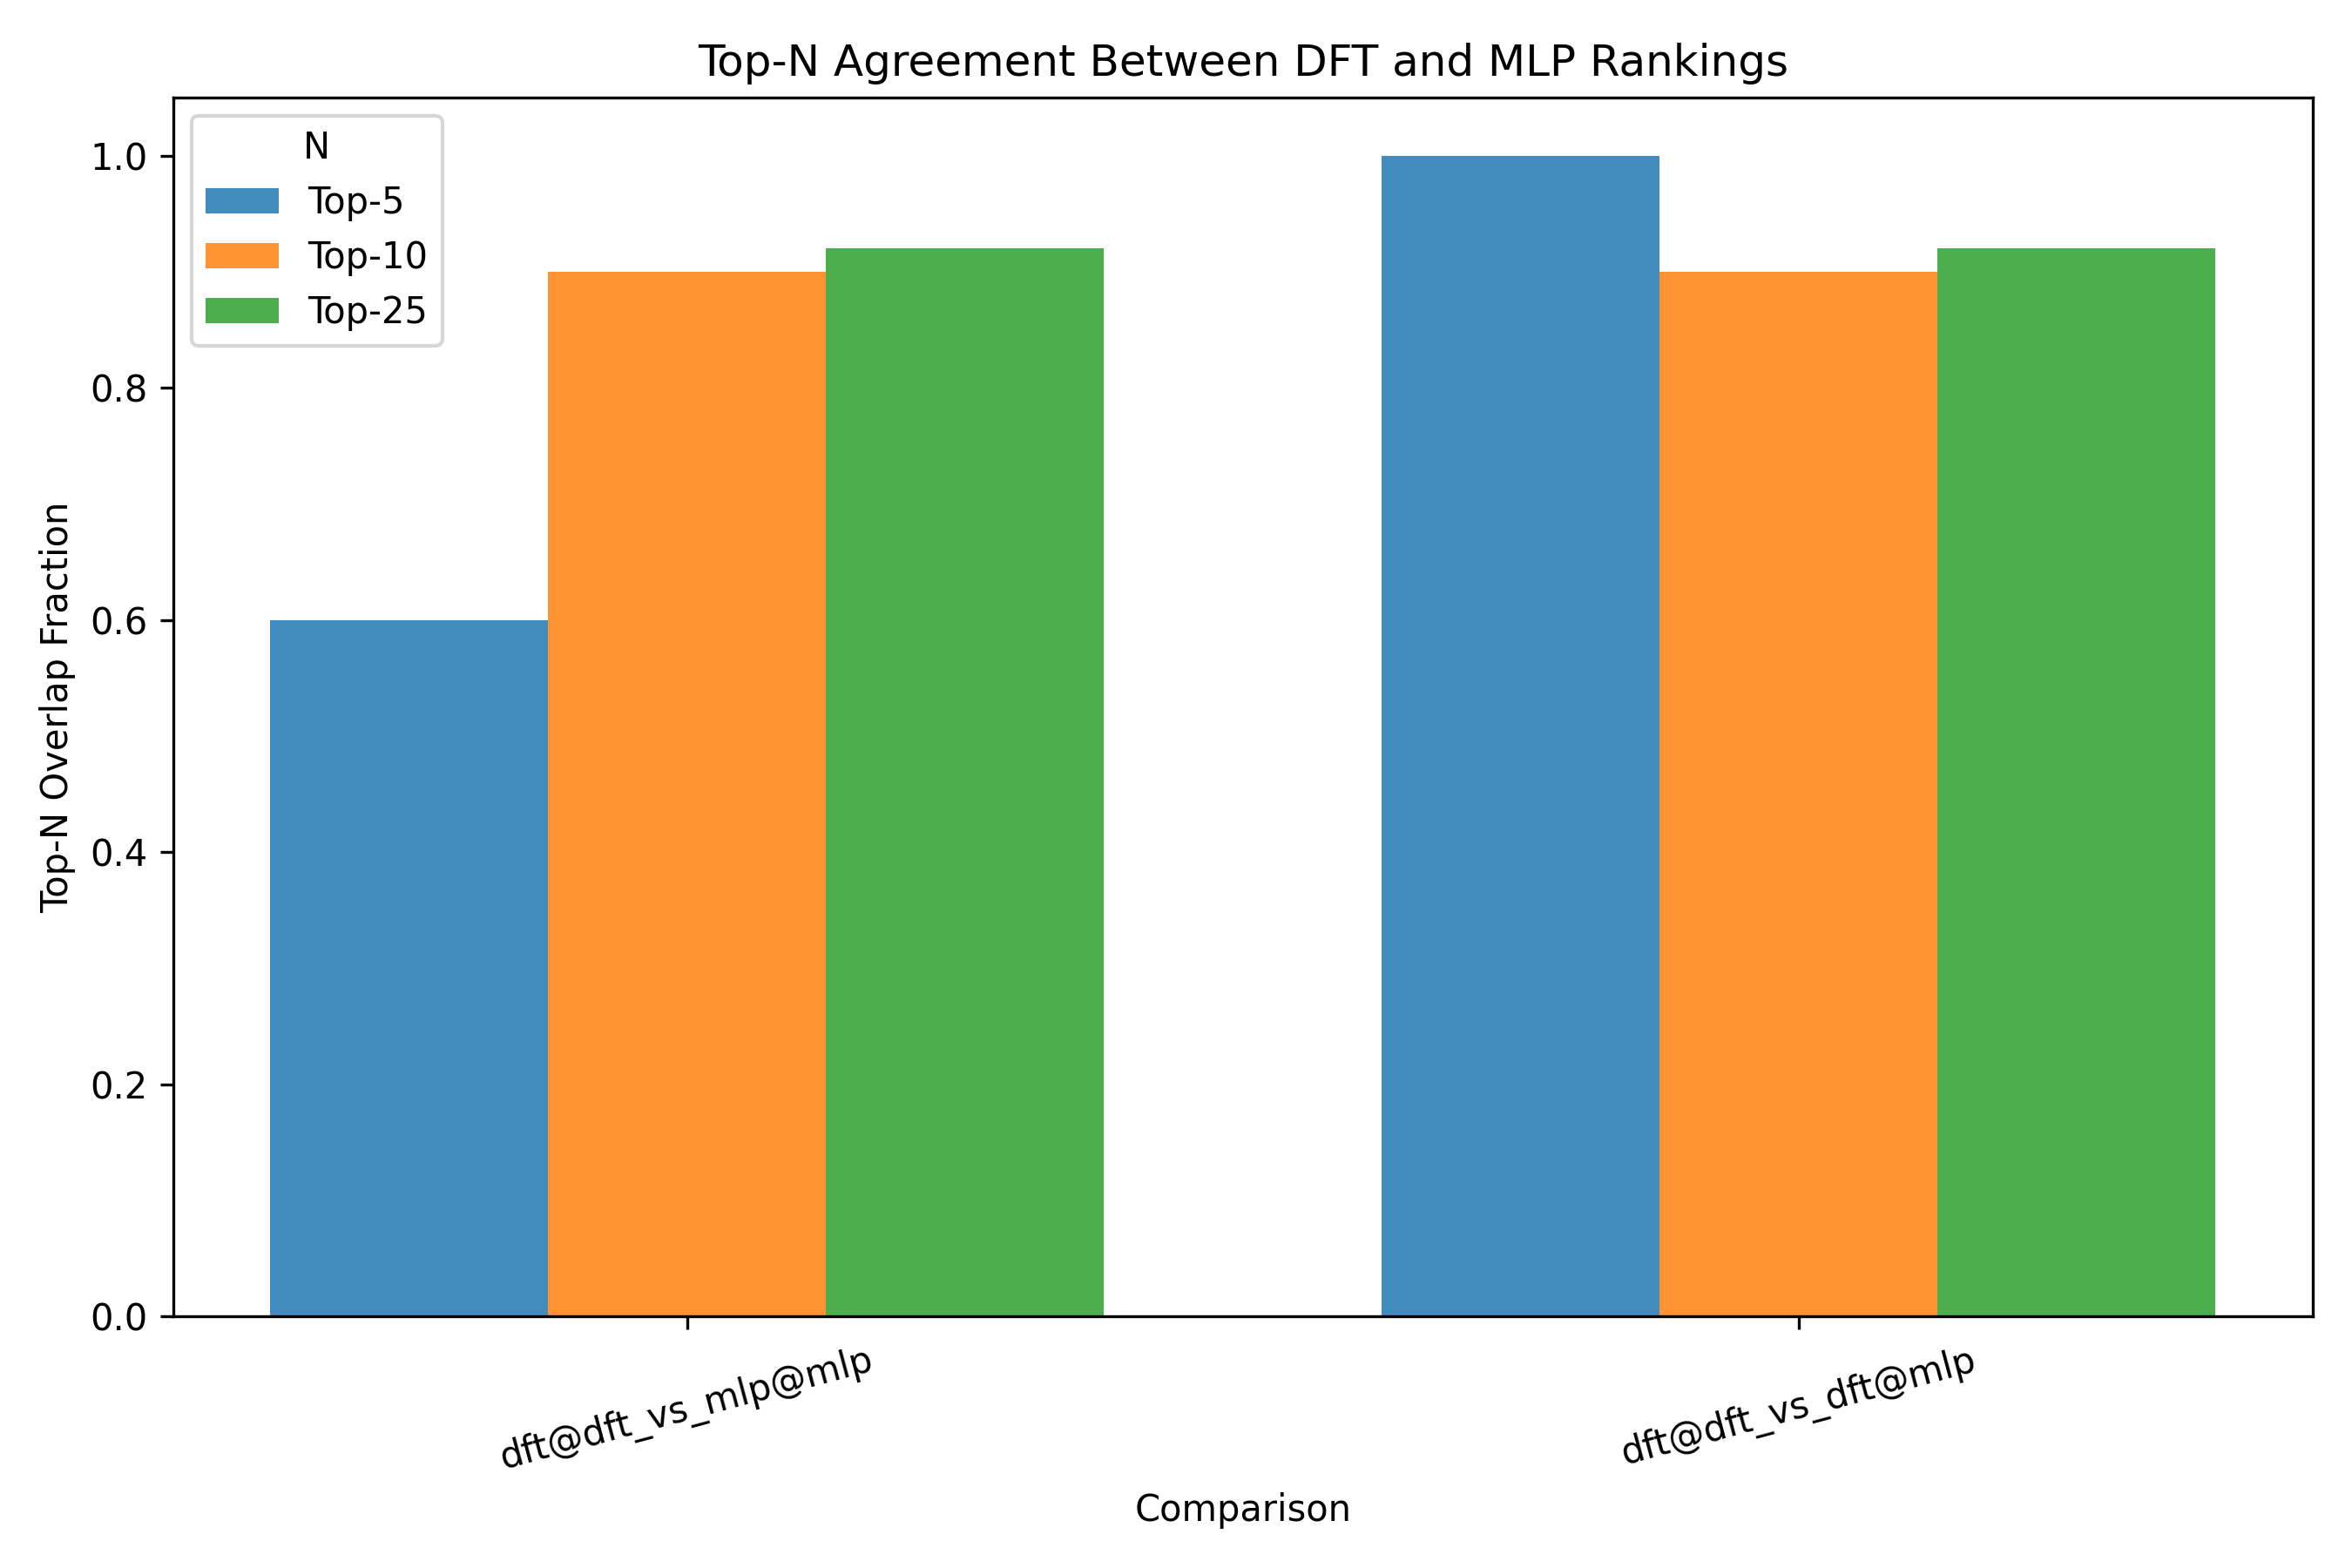 Top-N Agreement Between DFT and MLP Rankings
N
Top-5
Top-10
Top-25
1.0
0.8
0.6
0.4
0.2
0.0
Top-N Overlap Fraction
dft@dft_vs_mlp@mlp
dft@dft_vs_dft@mlp
Comparison